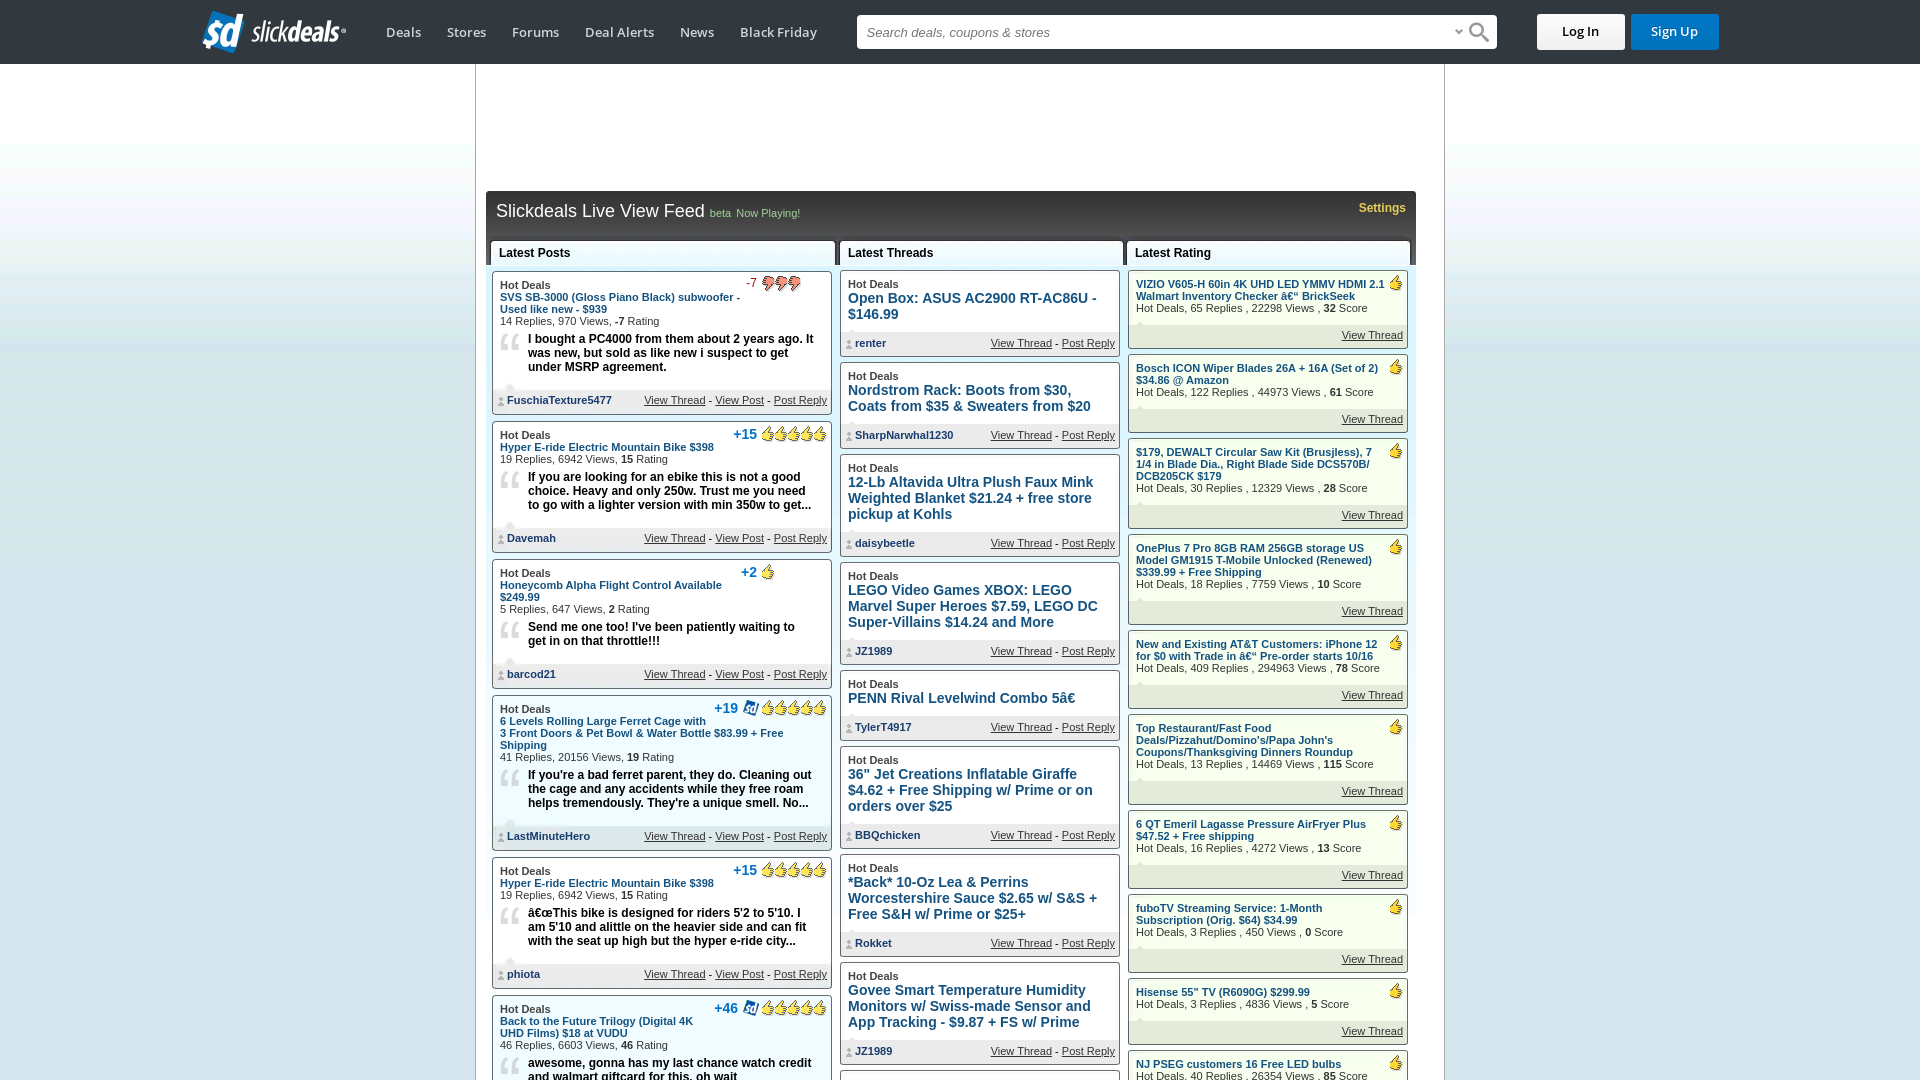 slickdeals
Deals
Stores
Forums
Deal Alerts
News
Black Friday
Search deals, coupons & stores
Log In
Sign Up
Slickdeals Live View Feed beta Now Playing!
Settings
Latest Posts
Hot Deals
-7
SVS SB-3000 (Gloss Piano Black) subwoofer -
Used like new - $939
14 Replies, 970 Views, -7 Rating
I bought a PC4000 from them about 2 years ago. It
was new, but sold as like new i suspect to get
under MSRP agreement.
FuschiaTexture5477 View Thread - View Post - Post Reply
Hot Deals
+15
Hyper E-ride Electric Mountain Bike $398
19 Replies, 6942 Views, 15 Rating
If you are looking for an ebike this is not a good
choice. Heavy and only 250w. Trust me you need
to go with a lighter version with min 350w to get...
Davemah View Thread - View Post - Post Reply
Hot Deals
+2
Honeycomb Alpha Flight Control Available
$249.99
5 Replies, 647 Views, 2 Rating
Send me one too! I've been patiently waiting to
get in on that throttle!!!
barcod21 View Thread - View Post - Post Reply
Hot Deals
+19
6 Levels Rolling Large Ferret Cage with
3 Front Doors & Pet Bowl & Water Bottle $83.99 + Free
Shipping
41 Replies, 20156 Views, 19 Rating
If you're a bad ferret parent, they do. Cleaning out
the cage and any accidents while they free roam
helps tremendously. They're a unique smell. No...
LastMinuteHero View Thread - View Post - Post Reply
Hot Deals
+15
Hyper E-ride Electric Mountain Bike $398
19 Replies, 6942 Views, 15 Rating
â€œThis bike is designed for riders 5'2 to 5'10. I
am 5'10 and alittle on the heavier side and can fit
with the seat up high but the hyper e-ride city...
phiota View Thread - View Post - Post Reply
Hot Deals
+46
Back to the Future Trilogy (Digital 4K
UHD Films) $18 at VUDU
46 Replies, 6603 Views, 46 Rating
awesome, gonna has my last chance watch credit
and walmart giftcard for this. oh wait
Latest Threads
Hot Deals
Open Box: ASUS AC2900 RT-AC86U -
$146.99
renter View Thread - Post Reply
Hot Deals
Nordstrom Rack: Boots from $30,
Coats from $35 & Sweaters from $20
SharpNarwhal1230 View Thread - Post Reply
Hot Deals
12-Lb Altavida Ultra Plush Faux Mink
Weighted Blanket $21.24 + free store
pickup at Kohls
daisybeetle View Thread - Post Reply
Hot Deals
LEGO Video Games XBOX: LEGO
Marvel Super Heroes $7.59, LEGO DC
Super-Villains $14.24 and More
JZ1989 View Thread - Post Reply
Hot Deals
PENN Rival Levelwind Combo 5â€
TylerT4917 View Thread - Post Reply
Hot Deals
36" Jet Creations Inflatable Giraffe
$4.62 + Free Shipping w/ Prime or on
orders over $25
BBQchicken View Thread - Post Reply
Hot Deals
*Back* 10-Oz Lea & Perrins
Worcestershire Sauce $2.65 w/ S&S +
Free S&H w/ Prime or $25+
Rokket View Thread - Post Reply
Hot Deals
Govee Smart Temperature Humidity
Monitors w/ Swiss-made Sensor and
App Tracking - $9.87 + FS w/ Prime
JZ1989 View Thread - Post Reply
Latest Rating
VIZIO V605-H 60in 4K UHD LED YMMV HDMI 2.1
Walmart Inventory Checker â€“ BrickSeek
Hot Deals, 65 Replies , 22298 Views , 32 Score
View Thread
Bosch ICON Wiper Blades 26A + 16A (Set of 2)
$34.86 @ Amazon
Hot Deals, 122 Replies , 44973 Views , 61 Score
View Thread
$179, DEWALT Circular Saw Kit (Brusjless), 7
1/4 in Blade Dia., Right Blade Side DCS570B/
DCB205CK $179
Hot Deals, 30 Replies , 12329 Views , 28 Score
View Thread
OnePlus 7 Pro 8GB RAM 256GB storage US
Model GM1915 T-Mobile Unlocked (Renewed)
$339.99 + Free Shipping
Hot Deals, 18 Replies , 7759 Views , 10 Score
View Thread
New and Existing AT&T Customers: iPhone 12
for $0 with Trade in â€“ Pre-order starts 10/16
Hot Deals, 409 Replies , 294963 Views , 78 Score
View Thread
Top Restaurant/Fast Food
Deals/Pizzahut/Domino's/Papa John's
Coupons/Thanksgiving Dinners Roundup
Hot Deals, 13 Replies , 14469 Views , 115 Score
View Thread
6 QT Emeril Lagasse Pressure AirFryer Plus
$47.52 + Free shipping
Hot Deals, 16 Replies , 4272 Views , 13 Score
View Thread
fuboTV Streaming Service: 1-Month
Subscription (Orig. $64) $34.99
Hot Deals, 3 Replies , 450 Views , 0 Score
View Thread
Hisense 55" TV (R6090G) $299.99
Hot Deals, 3 Replies , 4836 Views , 5 Score
View Thread
NJ PSEG customers 16 Free LED bulbs
Hot Deals, 40 Replies , 26354 Views , 85 Score